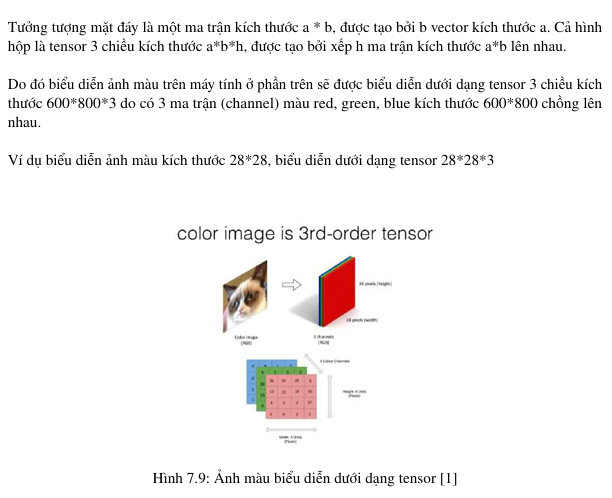 Tưởng tượng mặt đáy là một ma trận kích thước a * b, được tạo bởi b vector kích thước a. Cả hình
hộp là tensor 3 chiều kích thước a*b*h, được tạo bởi xếp h ma trận kích thước a*b lên nhau.
Do đó biểu diễn ảnh màu trên máy tính ở phần trên sẽ được biểu diễn dưới dạng tensor 3 chiều kích
thước 600*800*3 do có 3 ma trận (channel) màu red, green, blue kích thước 600*800 chồng lên
nhau.
Ví dụ biểu diễn ảnh màu kích thước 28*28, biểu diễn dưới dạng tensor 28*28*3
color image is 3rd-order tensor
28 pixels (height)
28 pixels (width)
Color image
(RGB)
3 channels
(RGB)
3 Colour Channels
Height: 4 Units
(Pixels)
(Pixels)
Hình 7.9: Ảnh màu biểu diễn dưới dạng tensor [1]